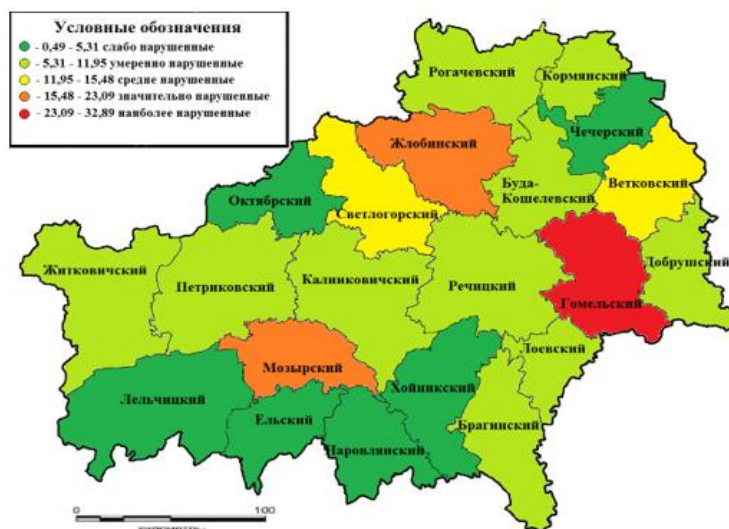 Условные обозначения
- 0,49 - 5,31 слабо нарушенные
- 5,31 - 11,95 умеренно нарушенные
- 11,95 - 15,48 средне нарушенные
- 15,48 - 23,09 значительно нарушенные
- 23,09 - 32,89 наиболее нарушенные
Рогачевский
Кормянский
Чечерский
Жлобинский
Буда-
Кошелевский
Ветковский
Октябрский
Светлогорский
Житковичский
Петриковский
Калинковичский
Речицкий
Добрушский
Гомельский
Лоевский
Мозырский
Хойникский
Лельчицкий
Ельский
Наровлянский
Брагинский
0
100